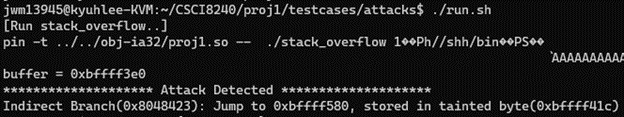 jwm13945@kyuhlee-KVM:~/CSCI8240/proj1/testcases/attacks$ ./run.sh
[Run stack_overflow..]
pin -t ../../obj-ia32/proj1.so -- ./stack_overflow 1��Ph//shh/bin��PS��
`AAAAAAAAAA
buffer = 0xbffff3e0
******************** Attack Detected ********************
Indirect Branch(0x8048423): Jump to 0xbffff580, stored in tainted byte(0xbffff41c)